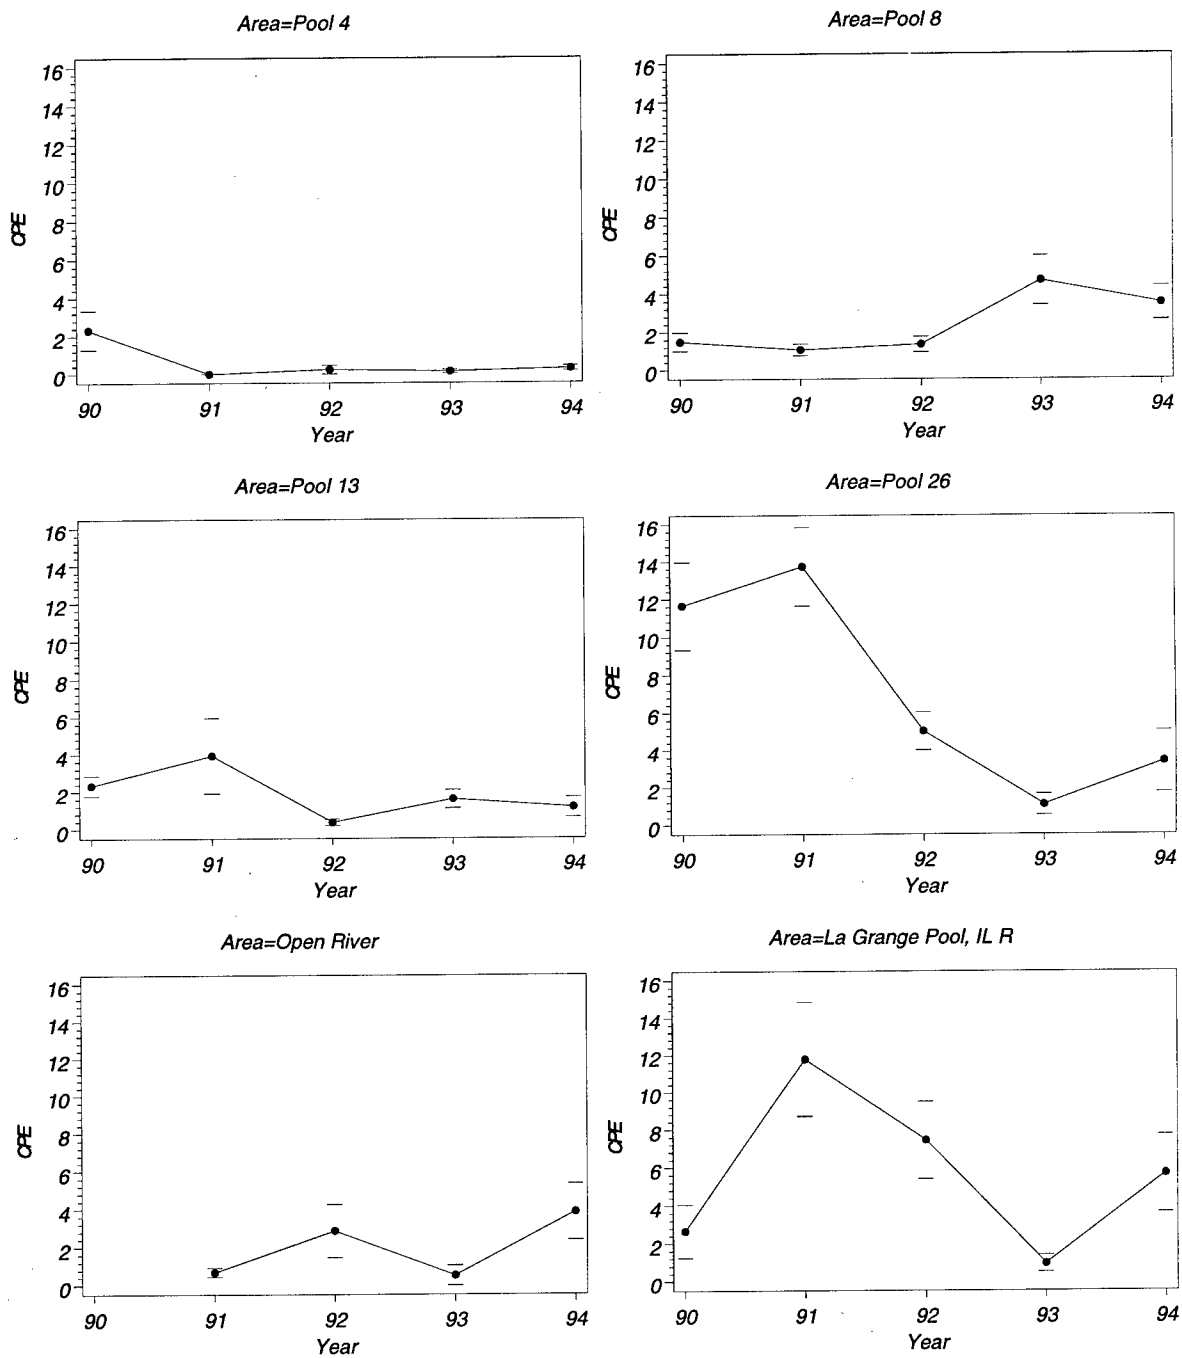 Area=Pool 4
16
14
12
10
8
6
4
2
0
CPE
90 91 92 93 94
Year
Area=Pool 8
16
14
12
10
8
6
4
2
0
CPE
90 91 92 93 94
Year
Area=Pool 13
16
14
12
10
8
6
4
2
0
CPE
90 91 92 93 94
Year
Area=Pool 26
16
14
12
10
8
6
4
2
0
CPE
90 91 92 93 94
Year
Area=Open River
16
14
12
10
8
6
4
2
0
CPE
90 91 92 93 94
Year
Area=La Grange Pool, IL R
16
14
12
10
8
6
4
2
0
CPE
90 91 92 93 94
Year